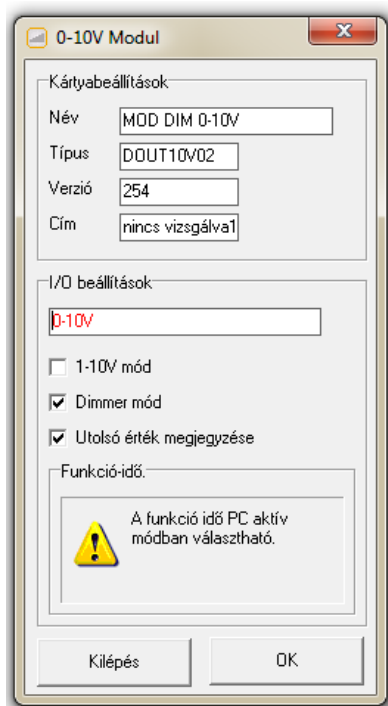 0-10V Modul
Kártyabeállítások
Név MOD DIM 0-10V
Típus DOUT10V02
Verzió 254
Cím nincs vizsgálva1
I/O beállítások
0-10V
1-10V mód
Dimmer mód
Utolsó érték megjegyzése
Funkció-idő.
A funkció idő PC aktív
módban választható.
Kilépés OK